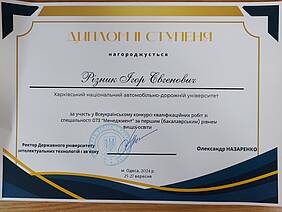 ДИПЛОМ ІІ СТУПЕНЯ
нагороджується
Різник Ігор Євгенович
Харківський національний автомобільно-дорожній університет
за участь у Всеукраїнському конкурсі кваліфікаційних робіт зі
спеціальності 073 "Менеджмент" за першим (бакалаврським) рівнем
вищої освіти
Ректор Державного університету
інтелектуальних технологій і зв'язку
Олександр НАЗАРЕНКО
м. Одеса, 2024 р.
25-27 вересня